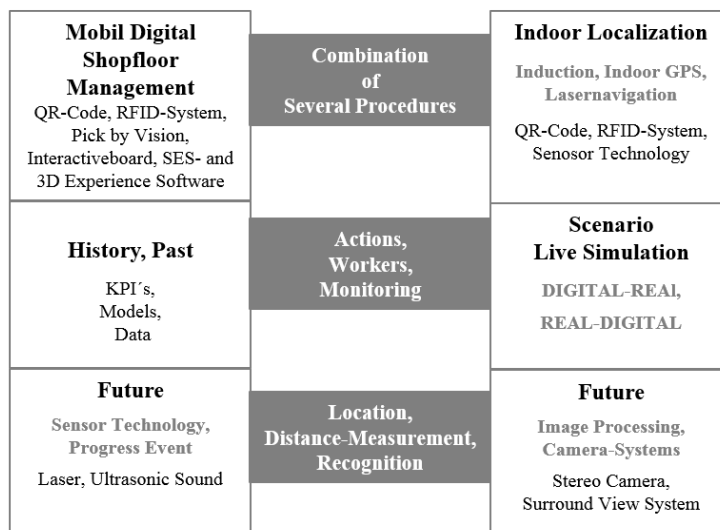 Mobil Digital
Shopfloor
Management
QR-Code, RFID-System,
Pick by Vision,
Interactiveboard, SES- and
3D Experience Software
Combination
of
Several Procedures
Indoor Localization
Induction, Indoor GPS,
Lasernavigation
QR-Code, RFID-System,
Senosor Technology
History, Past
KPI´s,
Models,
Data
Actions,
Workers,
Monitoring
Scenario
Live Simulation
DIGITAL-REAl,
REAL-DIGITAL
Future
Sensor Technology,
Progress Event
Laser, Ultrasonic Sound
Location,
Distance-Measurement,
Recognition
Future
Image Processing,
Camera-Systems
Stereo Camera,
Surround View System